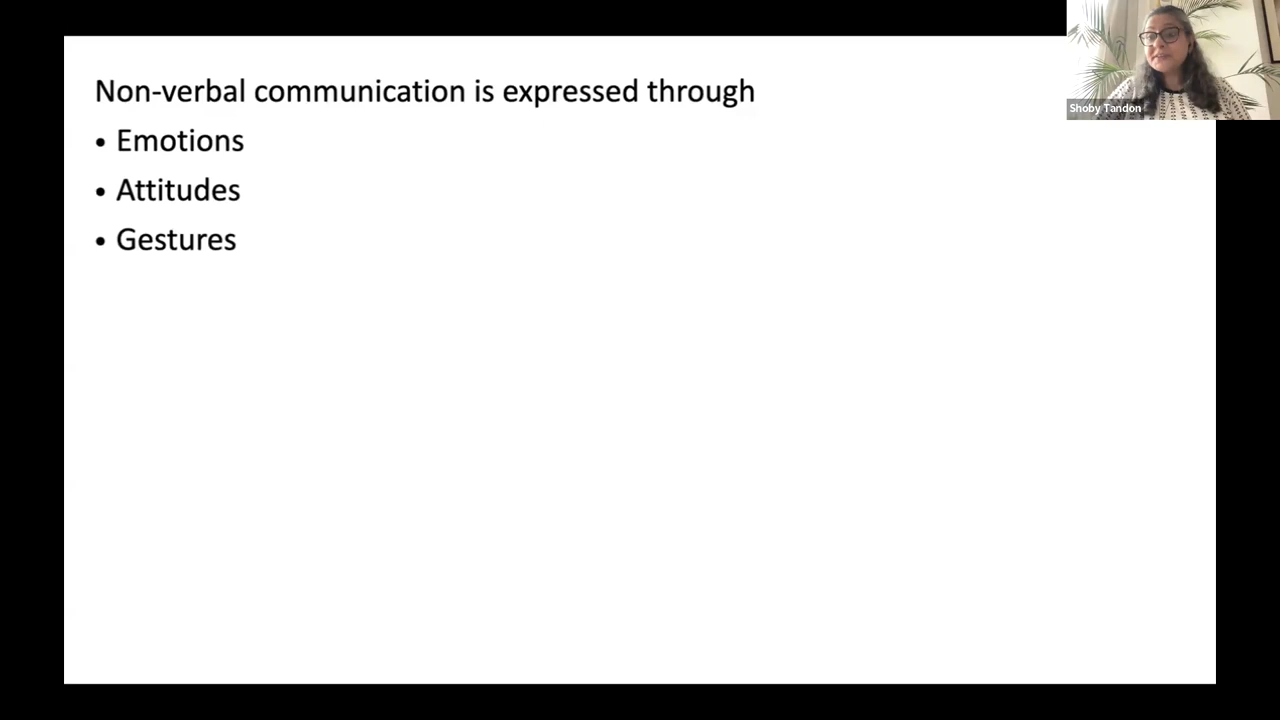 Non-verbal communication is expressed through
• Emotions
• Attitudes
• Gestures
Shoby Tandon